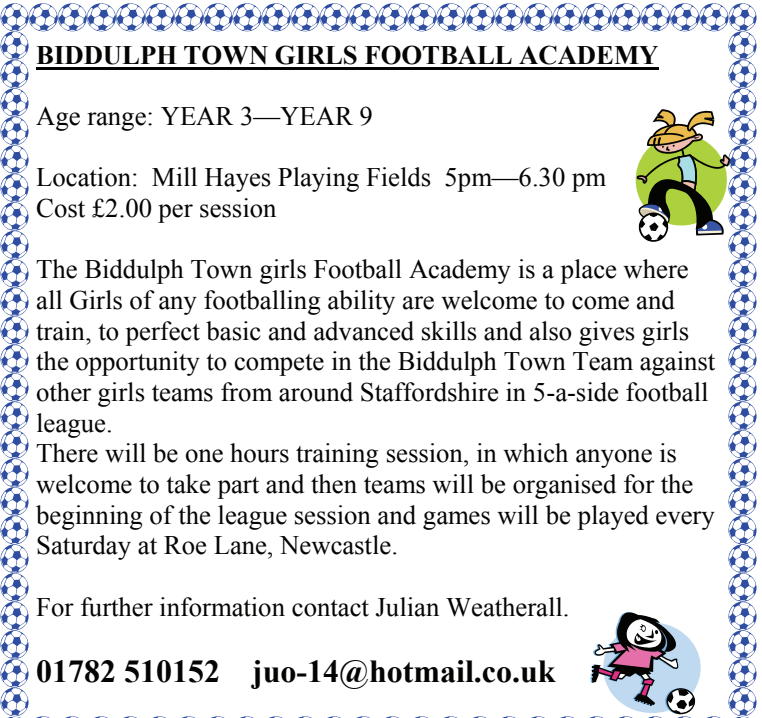 BIDDULPH TOWN GIRLS FOOTBALL ACADEMY
Age range: YEAR 3—YEAR 9
Location:  Mill Hayes Playing Fields  5pm—6.30 pm
Cost £2.00 per session
The Biddulph Town girls Football Academy is a place where
all Girls of any footballing ability are welcome to come and
train, to perfect basic and advanced skills and also gives girls
the opportunity to compete in the Biddulph Town Team against
other girls teams from around Staffordshire in 5-a-side football
league.
There will be one hours training session, in which anyone is
welcome to take part and then teams will be organised for the
beginning of the league session and games will be played every
Saturday at Roe Lane, Newcastle.
For further information contact Julian Weatherall.
01782 510152    juo-14@hotmail.co.uk